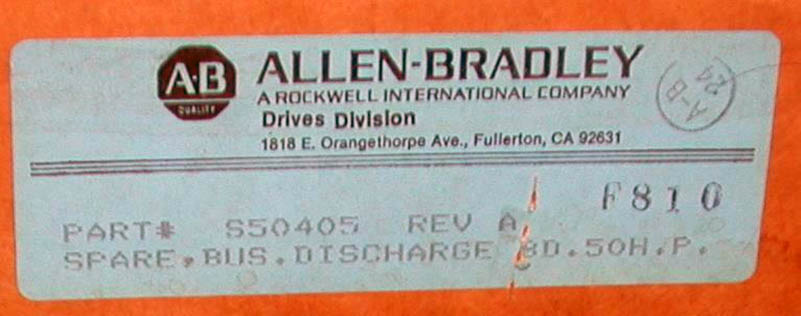 A·B
QUALITY
ALLEN-BRADLEY
A ROCKWELL INTERNATIONAL COMPANY
Drives Division
1818 E. Orangethorpe Ave., Fullerton, CA 92631
A-B
24
F810
PART# S50405 REV A
SPARE.BUS.DISCHARGE BD.50H.P.